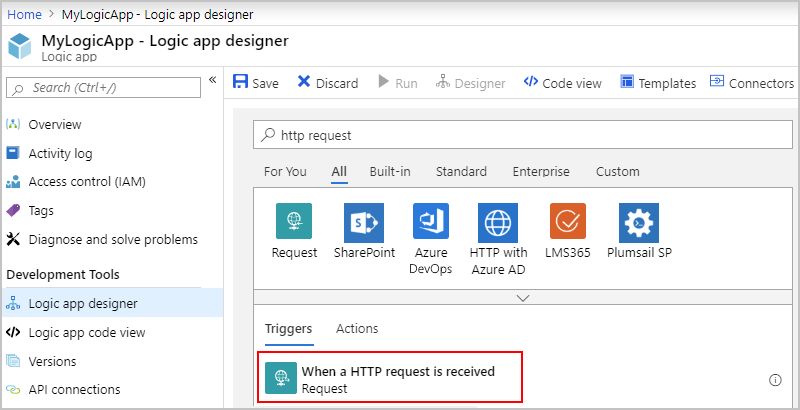 Home > MyLogicApp - Logic app designer
MyLogicApp - Logic app designer
Logic app
Search (Ctrl+/)
«
Overview
Activity log
Access control (IAM)
Tags
Diagnose and solve problems
Development Tools
Logic app designer
Logic app code view
Versions
API connections
Save
Discard
Run
Designer
Code view
Templates
Connectors
http request
For You
All
Built-in
Standard
Enterprise
Custom
Request
SharePoint
Azure
DevOps
HTTP with
Azure AD
LMS365
Plumsail SP
Triggers
Actions
When a HTTP request is received
Request